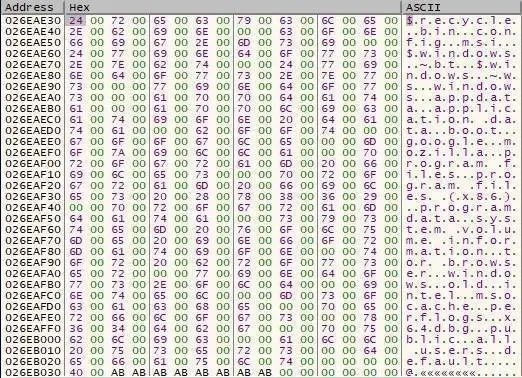 Address Hex ASCII
026EAE30 24 00 72 00 65 00 63 00 79 00 63 00 6C 00 65 00 $.r.e.c.y.c.l.e.
026EAE40 2E 00 62 00 69 00 6E 00 00 00 63 00 6F 00 6E 00 ..b.i.n...c.o.n.
026EAE50 66 00 69 00 67 00 2E 00 6D 00 73 00 69 00 00 00 f.i.g...m.s.i...
026EAE60 24 00 77 00 69 00 6E 00 64 00 6F 00 77 00 73 00 $.w.i.n.d.o.w.s.
026EAE70 2E 00 7E 00 62 00 74 00 00 00 24 00 77 00 69 00 ..~.b.t...$.w.i.
026EAE80 6E 00 64 00 6F 00 77 00 73 00 2E 00 7E 00 77 00 n.d.o.w.s...~.w.
026EAE90 73 00 00 00 77 00 69 00 6E 00 64 00 6F 00 77 00 s...w.i.n.d.o.w.
026EAEA0 73 00 00 00 61 00 70 00 70 00 64 00 61 00 74 00 s...a.p.p.d.a.t.
026EAEB0 61 00 00 00 61 00 70 00 70 00 6C 00 69 00 63 00 a...a.p.p.l.i.c.
026EAEC0 61 00 74 00 69 00 6F 00 6E 00 20 00 64 00 61 00 a.t.i.o.n. .d.a.
026EAED0 74 00 61 00 00 00 62 00 6F 00 6F 00 74 00 00 00 t.a...b.o.o.t...
026EAEE0 67 00 6F 00 6F 00 67 00 6C 00 65 00 00 00 6D 00 g.o.o.g.l.e...m.
026EAEF0 6F 00 7A 00 69 00 6C 00 6C 00 61 00 00 00 70 00 o.z.i.l.l.a...p.
026EAF00 72 00 6F 00 67 00 72 00 61 00 6D 00 20 00 66 00 r.o.g.r.a.m. .f.
026EAF10 69 00 6C 00 65 00 73 00 00 00 70 00 72 00 6F 00 i.l.e.s...p.r.o.
026EAF20 67 00 72 00 61 00 6D 00 20 00 66 00 69 00 6C 00 g.r.a.m. .f.i.l.
026EAF30 65 00 73 00 20 00 28 00 78 00 38 00 36 00 29 00 e.s. .(.x.8.6.).
026EAF40 00 00 70 00 72 00 6F 00 67 00 72 00 61 00 6D 00 ..p.r.o.g.r.a.m.
026EAF50 64 00 61 00 74 00 61 00 00 00 73 00 79 00 73 00 d.a.t.a...s.y.s.
026EAF60 74 00 65 00 6D 00 20 00 76 00 6F 00 6C 00 75 00 t.e.m. .v.o.l.u.
026EAF70 6D 00 65 00 20 00 69 00 6E 00 66 00 6F 00 72 00 m.e. .i.n.f.o.r.
026EAF80 6D 00 61 00 74 00 69 00 6F 00 6E 00 00 00 74 00 m.a.t.i.o.n...t.
026EAF90 6F 00 72 00 20 00 62 00 72 00 6F 00 77 00 73 00 o.r. .b.r.o.w.s.
026EAFA0 65 00 72 00 00 00 77 00 69 00 6E 00 64 00 6F 00 e.r...w.i.n.d.o.
026EAFB0 77 00 73 00 2E 00 6F 00 6C 00 64 00 00 00 69 00 w.s...o.l.d...i.
026EAFC0 6E 00 74 00 65 00 6C 00 00 00 6D 00 73 00 6F 00 n.t.e.l...m.s.o.
026EAFD0 63 00 61 00 63 00 68 00 65 00 00 00 70 00 65 00 c.a.c.h.e...p.e.
026EAFE0 72 00 66 00 6C 00 6F 00 67 00 73 00 00 00 78 00 r.f.l.o.g.s...x.
026EAFF0 36 00 34 00 64 00 62 00 67 00 00 00 70 00 75 00 6.4.d.b.g...p.u.
026EB000 62 00 6C 00 69 00 63 00 00 00 61 00 6C 00 6C 00 b.l.i.c...a.l.l.
026EB010 20 00 75 00 73 00 65 00 72 00 73 00 00 00 64 00  .u.s.e.r.s...d.
026EB020 65 00 66 00 61 00 75 00 6C 00 74 00 00 00 00 00 e.f.a.u.l.t.....
026EB030 40 00 AB AB AB AB AB AB AB AB 00 00 00 00 00 00 @.««««««««......